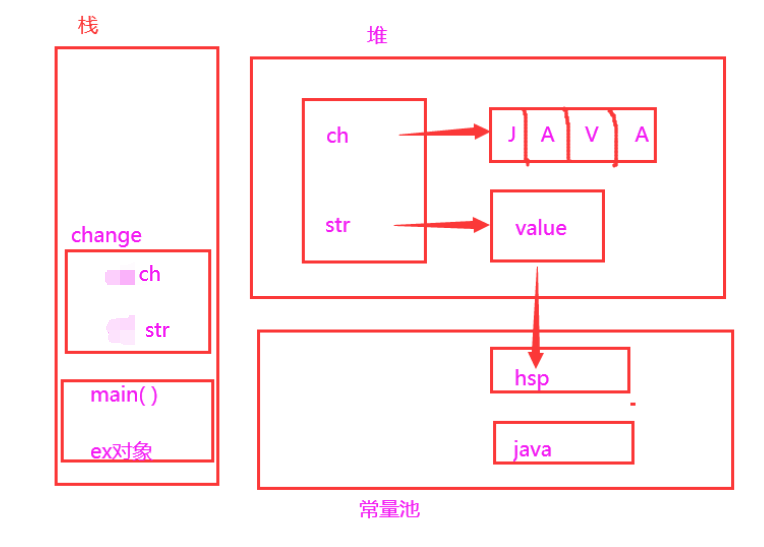 栈
堆
ch
J A V A
str
value
change
ch
str
main( )
ex对象
hsp
java
常量池